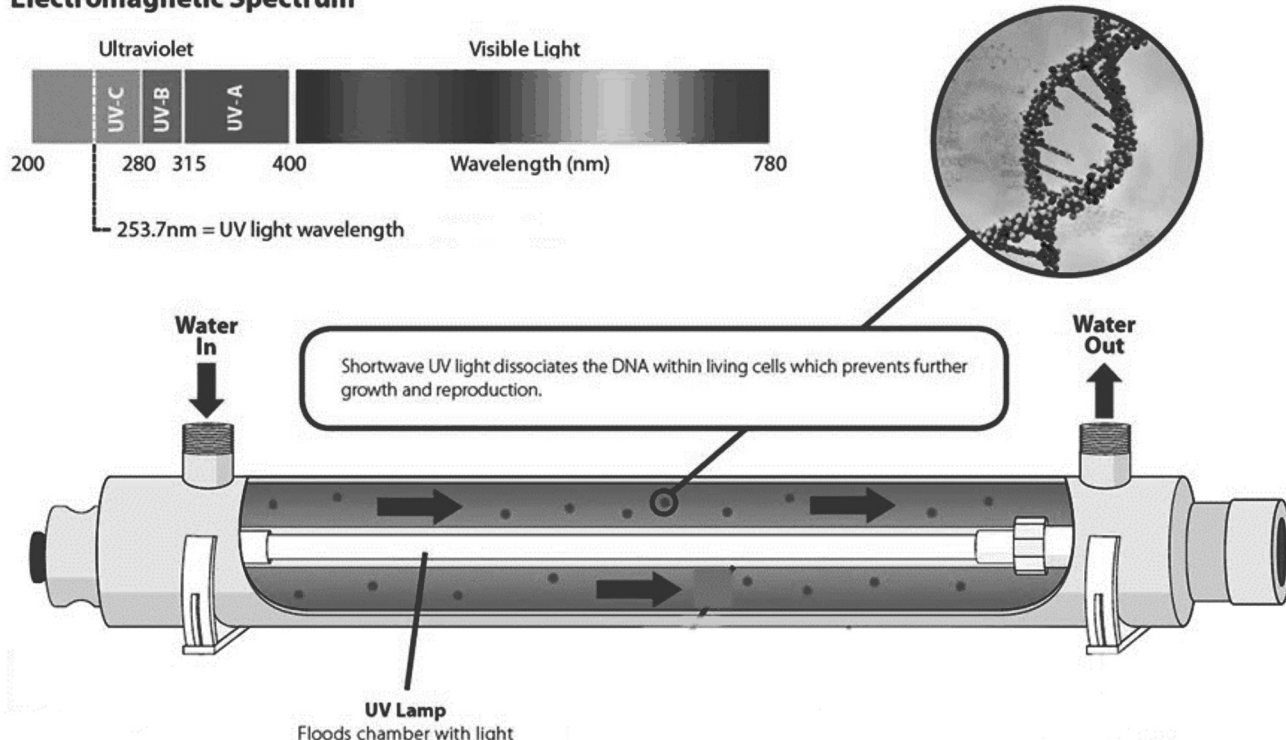 Electromagnetic Spectrum
Ultraviolet
Visible Light
UV-C
UV-B
UV-A
200
280
315
400
Wavelength (nm)
780
253.7nm = UV light wavelength
Water
In
Water
Out
Shortwave UV light dissociates the DNA within living cells which prevents further
growth and reproduction.
UV Lamp
Floods chamber with light